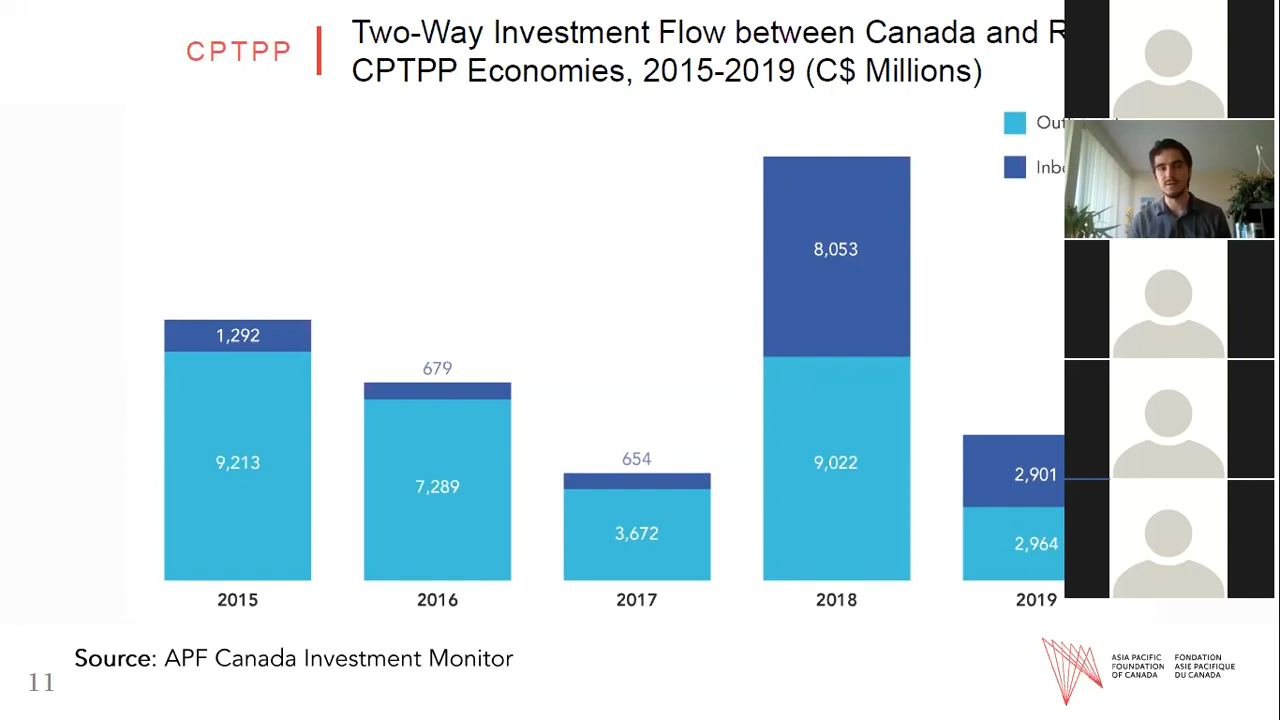 CPTPP
Two-Way Investment Flow between Canada and
CPTPP Economies, 2015-2019 (C$ Millions)
8,053
1,292
679
9,213
7,289
654
3,672
9,022
2,901
2,964
2015
2016
2017
2018
2019
Source: APF Canada Investment Monitor
11
ASIA PACIFIC
FOUNDATION
OF CANADA
FONDATION
ASIE PACIFIQUE
DU CANADA